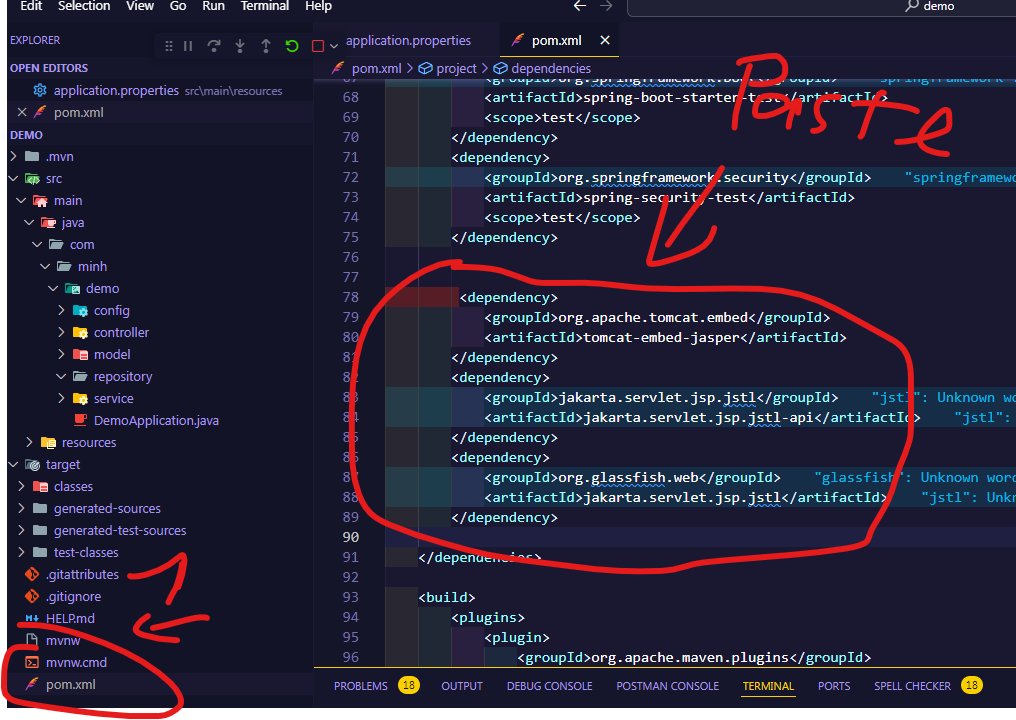 Edit Selection View Go Run Terminal Help
demo
EXPLORER
OPEN EDITORS
application.properties src\main\resources
pom.xml
DEMO
.mvn
src
main
java
com
minh
demo
config
controller
model
repository
service
DemoApplication.java
resources
target
classes
generated-sources
generated-test-sources
test-classes
.gitattributes
.gitignore
HELP.md
mvnw
mvnw.cmd
pom.xml
1
application.properties
pom.xml
pom.xml > project > dependencies
Paste
67 <groupId>org.springframework.boot</groupId> "springframework
68 <artifactId>spring-boot-starter-test</artifactId>
69 <scope>test</scope>
70 </dependency>
71 <dependency>
72 <groupId>org.springframework.security</groupId> "springframewo
73 <artifactId>spring-security-test</artifactId>
74 <scope>test</scope>
75 </dependency>
76
77
78 <dependency>
79 <groupId>org.apache.tomcat.embed</groupId>
80 <artifactId>tomcat-embed-jasper</artifactId>
81 </dependency>
82 <dependency>
83 <groupId>jakarta.servlet.jsp.jstl</groupId> "jstl": Unknown wo
84 <artifactId>jakarta.servlet.jsp.jstl-api</artifactId> "jstl":
85 </dependency>
86 <dependency>
87 <groupId>org.glassfish.web</groupId> "glassfish": Unknown word
88 <artifactId>jakarta.servlet.jsp.jstl</artifactId> "jstl": Unk
89 </dependency>
90
91 </dependencies>
92
93 <build>
94 <plugins>
95 <plugin>
96 <groupId>org.apache.maven.plugins</groupId>
PROBLEMS 18 OUTPUT DEBUG CONSOLE POSTMAN CONSOLE TERMINAL PORTS SPELL CHECKER 18